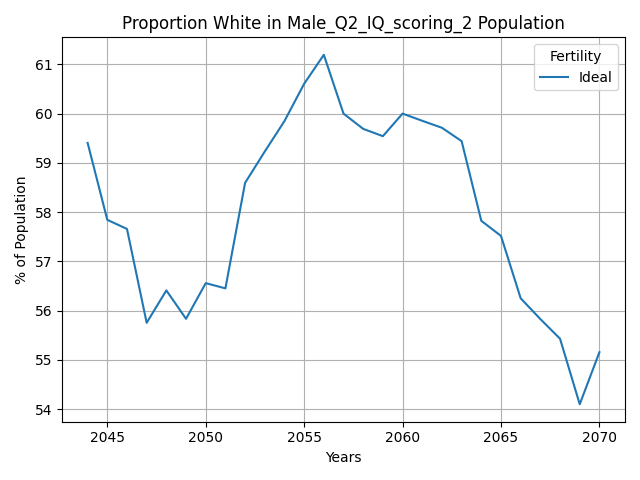 Proportion White in Male_Q2_IQ_scoring_2 Population
Fertility
Ideal
61
60
59
58
57
56
55
54
% of Population
2045
2050
2055
2060
2065
2070
Years